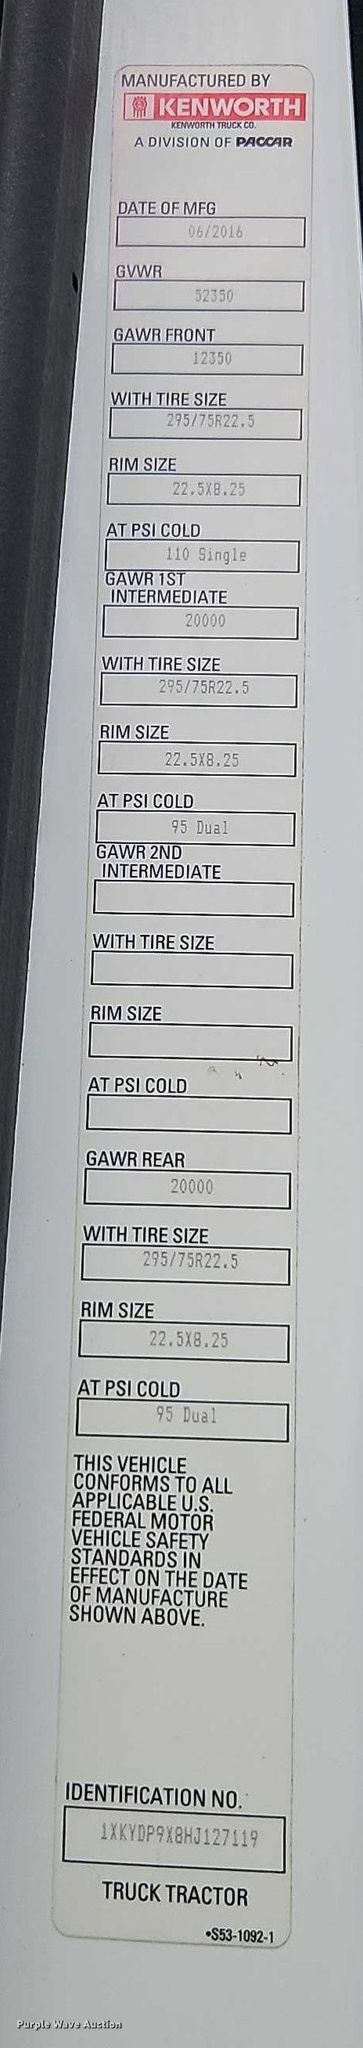 MANUFACTURED BY
KENWORTH
KENWORTH TRUCK CO.
A DIVISION OF PACCAR
DATE OF MFG
06/2016
GVWR
52350
GAWR FRONT
12350
WITH TIRE SIZE
295/75R22.5
RIM SIZE
22.5X8.25
AT PSI COLD
110 Single
GAWR 1ST
INTERMEDIATE
20000
WITH TIRE SIZE
295/75R22.5
RIM SIZE
22.5X8.25
AT PSI COLD
95 Dual
GAWR 2ND
INTERMEDIATE
WITH TIRE SIZE
RIM SIZE
AT PSI COLD
GAWR REAR
20000
WITH TIRE SIZE
295/75R22.5
RIM SIZE
22.5X8.25
AT PSI COLD
95 Dual
THIS VEHICLE
CONFORMS TO ALL
APPLICABLE U.S.
FEDERAL MOTOR
VEHICLE SAFETY
STANDARDS IN
EFFECT ON THE DATE
OF MANUFACTURE
SHOWN ABOVE.
IDENTIFICATION NO.
1XKYDP9X8HJ127119
TRUCK TRACTOR
•S53-1092-1
Purple Wave Auction